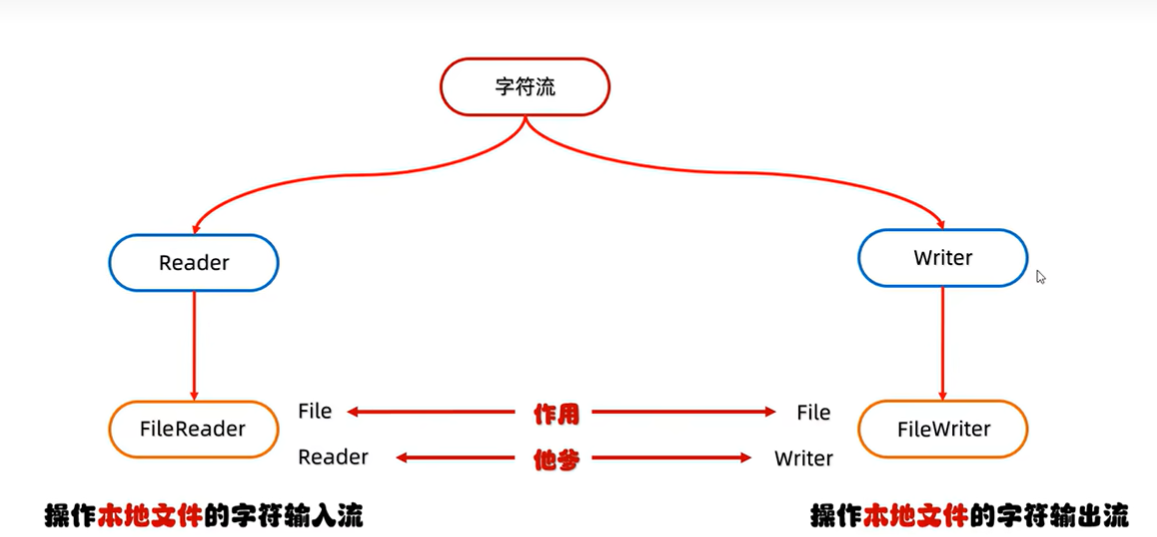 字符流
Reader
Writer
FileReader
File
作用
File
FileWriter
Reader
他爹
Writer
操作本地文件的字符输入流
操作本地文件的字符输出流